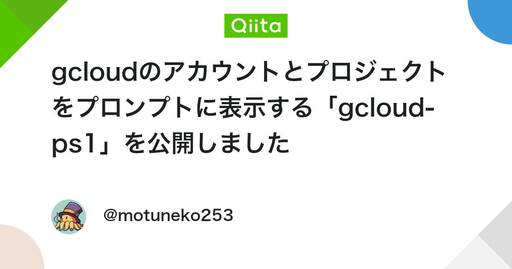 Qiita
gcloudのアカウントとプロジェクト
をプロンプトに表示する「gcloud-
ps1」を公開しました
@motuneko253